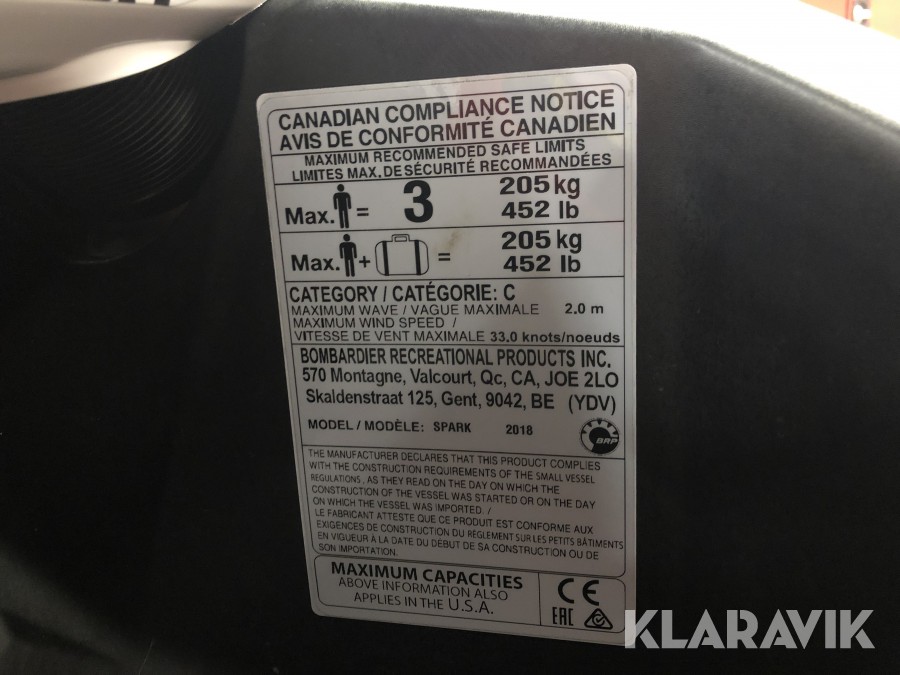 CANADIAN COMPLIANCE NOTICE
AVIS DE CONFORMITÉ CANADIEN
MAXIMUM RECOMMENDED SAFE LIMITS
LIMITES MAX. DE SÉCURITÉ RECOMMANDÉES
Max. = 3 205 kg
452 lb
Max. + = 205 kg
452 lb
CATEGORY / CATÉGORIE: C
MAXIMUM WAVE / VAGUE MAXIMALE 2.0 m
MAXIMUM WIND SPEED /
VITESSE DE VENT MAXIMALE 33.0 knots/noeuds
BOMBARDIER RECREATIONAL PRODUCTS INC.
570 Montagne, Valcourt, Qc, CA, JOE 2LO
Skaldenstraat 125, Gent, 9042, BE (YDV)
MODEL / MODÈLE: SPARK 2018
BRP
THE MANUFACTURER DECLARES THAT THIS PRODUCT COMPLIES
WITH THE CONSTRUCTION REQUIREMENTS OF THE SMALL VESSEL
REGULATIONS, AS THEY READ ON THE DAY ON WHICH THE
CONSTRUCTION OF THE VESSEL WAS STARTED OR ON THE DAY
ON WHICH THE VESSEL WAS IMPORTED. /
LE FABRICANT ATTESTE QUE CE PRODUIT EST CONFORME AUX
EXIGENCES DE CONSTRUCTION DU RÈGLEMENT SUR LES PETITS BÂTIMENTS
EN VIGUEUR À LA DATE DU DÉBUT DE SA CONSTRUCTION OU DE
SON IMPORTATION.
MAXIMUM CAPACITIES
ABOVE INFORMATION ALSO
APPLIES IN THE U.S.A.
CE
EAC
KLARAVIK